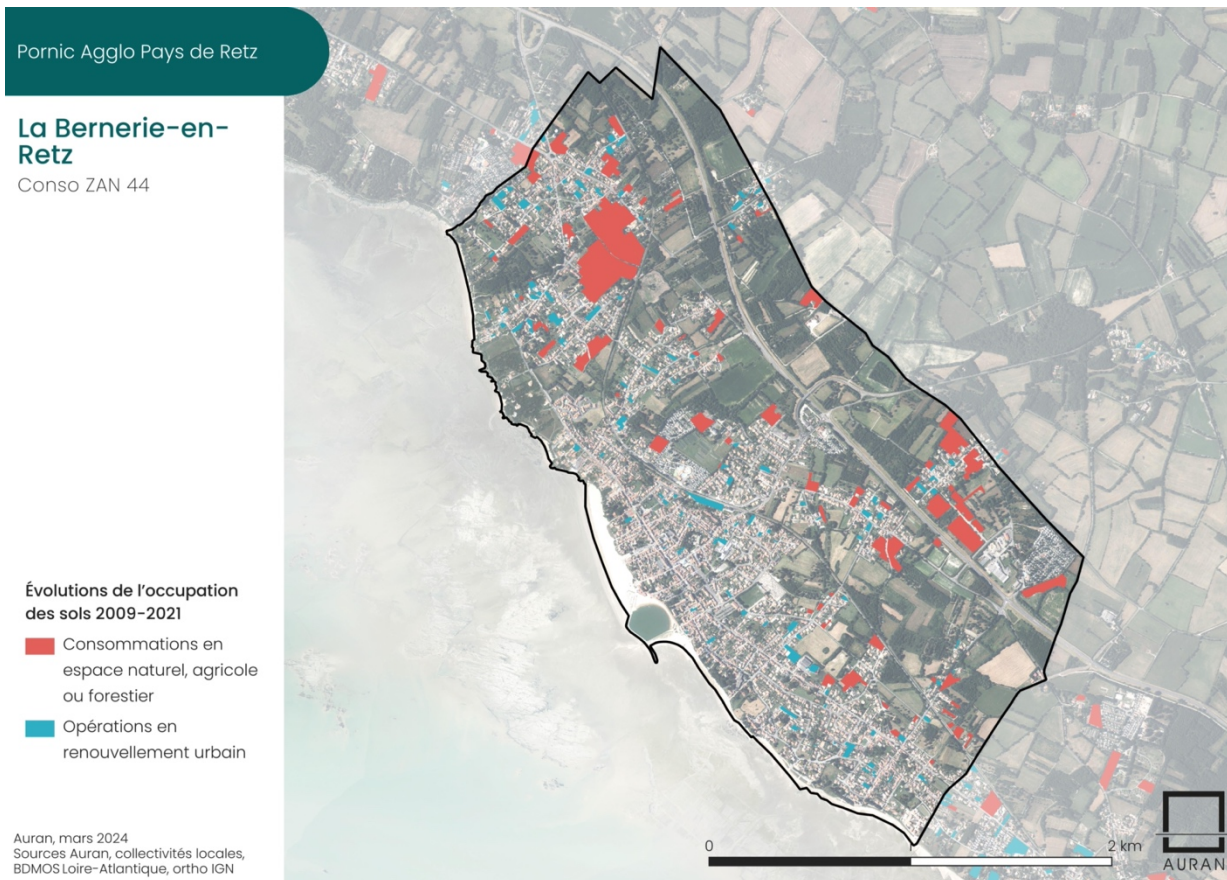 Pornic Agglo Pays de Retz
La Bernerie-en-
Retz
Conso ZAN 44
Évolutions de l'occupation
des sols 2009-2021
Consommations en
espace naturel, agricole
ou forestier
Opérations en
renouvellement urbain
Auran, mars 2024
Sources Auran, collectivités locales,
BDMOS Loire-Atlantique, ortho IGN
0
1
2 km
AURAN